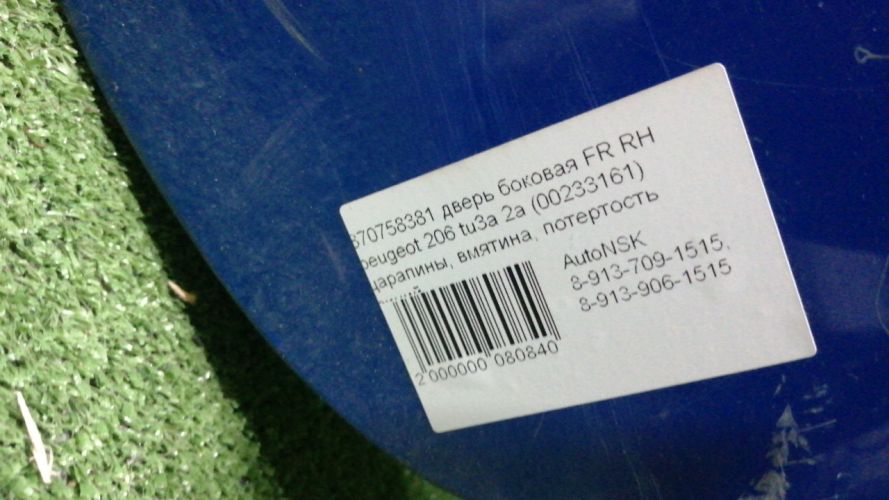 870758381 дверь боковая FR RH
peugeot 206 tu3a 2a (00233161)
царапины, вмятина, потертость
AutoNSK
8-913-709-1515,
8-913-906-1515
2 000000 080840